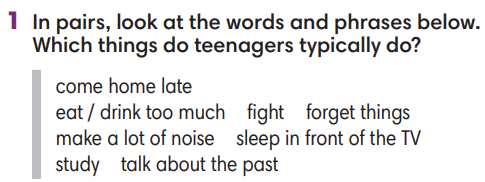 1 In pairs, look at the words and phrases below.
Which things do teenagers typically do?
come home late
eat / drink too much fight forget things
make a lot of noise sleep in front of the TV
study talk about the past